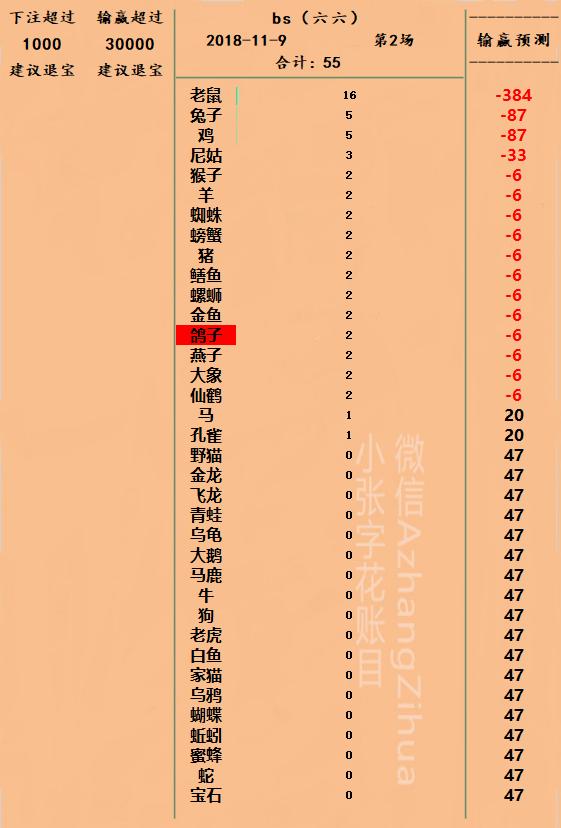 下注超过 输赢超过
1000 30000
建议退宝 建议退宝
bs（六六）
2018-11-9 第2场
合计：55
输赢预测
老鼠 16 -384
兔子 5 -87
鸡 5 -87
尼姑 3 -33
猴子 2 -6
羊 2 -6
蜘蛛 2 -6
螃蟹 2 -6
猪 2 -6
鳝鱼 2 -6
螺蛳 2 -6
金鱼 2 -6
鸽子 2 -6
燕子 2 -6
大象 2 -6
仙鹤 2 -6
马 1 20
孔雀 1 20
野猫 0 47
金龙 0 47
飞龙 0 47
青蛙 0 47
乌龟 0 47
大鹅 0 47
马鹿 0 47
牛 0 47
狗 0 47
老虎 0 47
白鱼 0 47
家猫 0 47
乌鸦 0 47
蝴蝶 0 47
蚯蚓 0 47
蜜蜂 0 47
蛇 0 47
宝石 0 47
微信AzhangZihua
小张字花账目